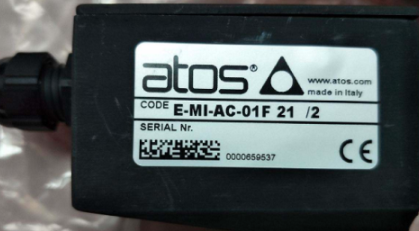 atos®
www.atos.com
made in Italy
CODE E-MI-AC-01F 21 /2
SERIAL Nr.
0000659537
CE